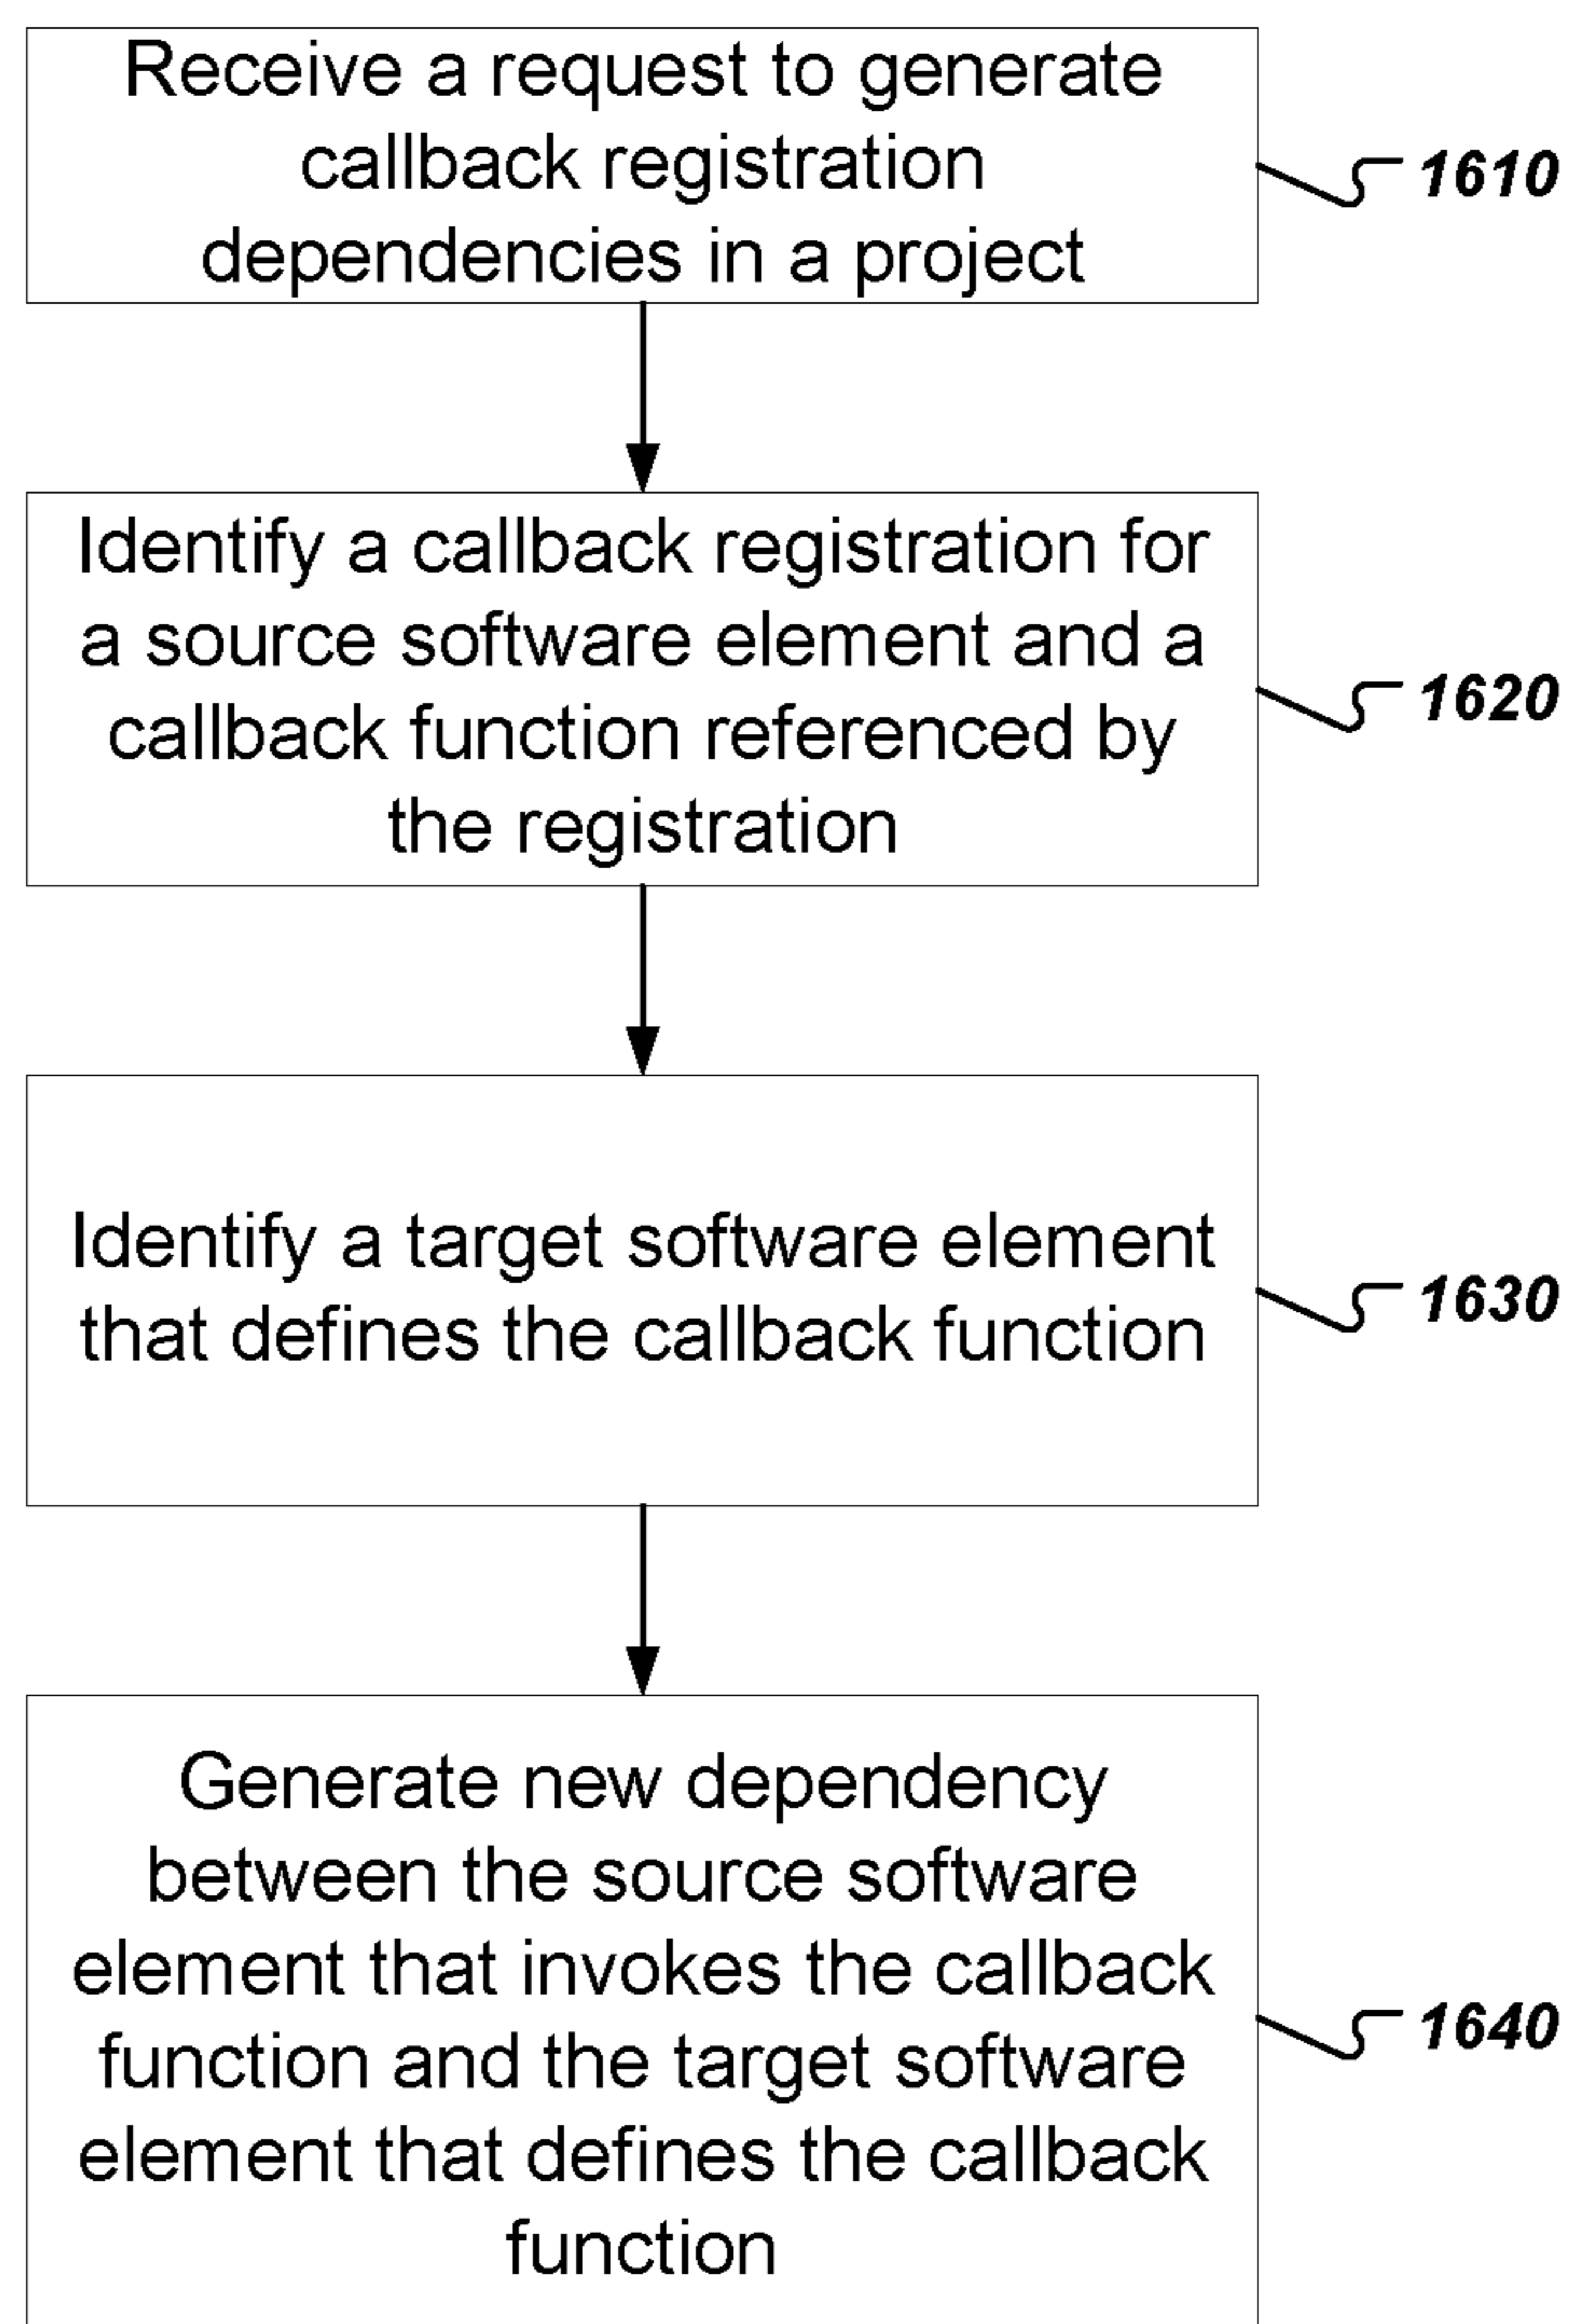 Receive a request to generate
callback registration
dependencies in a project
1610
Identify a callback registration for
a source software element and a
callback function referenced by
the registration
1620
Identify a target software element
that defines the callback function
1630
Generate new dependency
between the source software
element that invokes the callback
function and the target software
element that defines the callback
function
1640